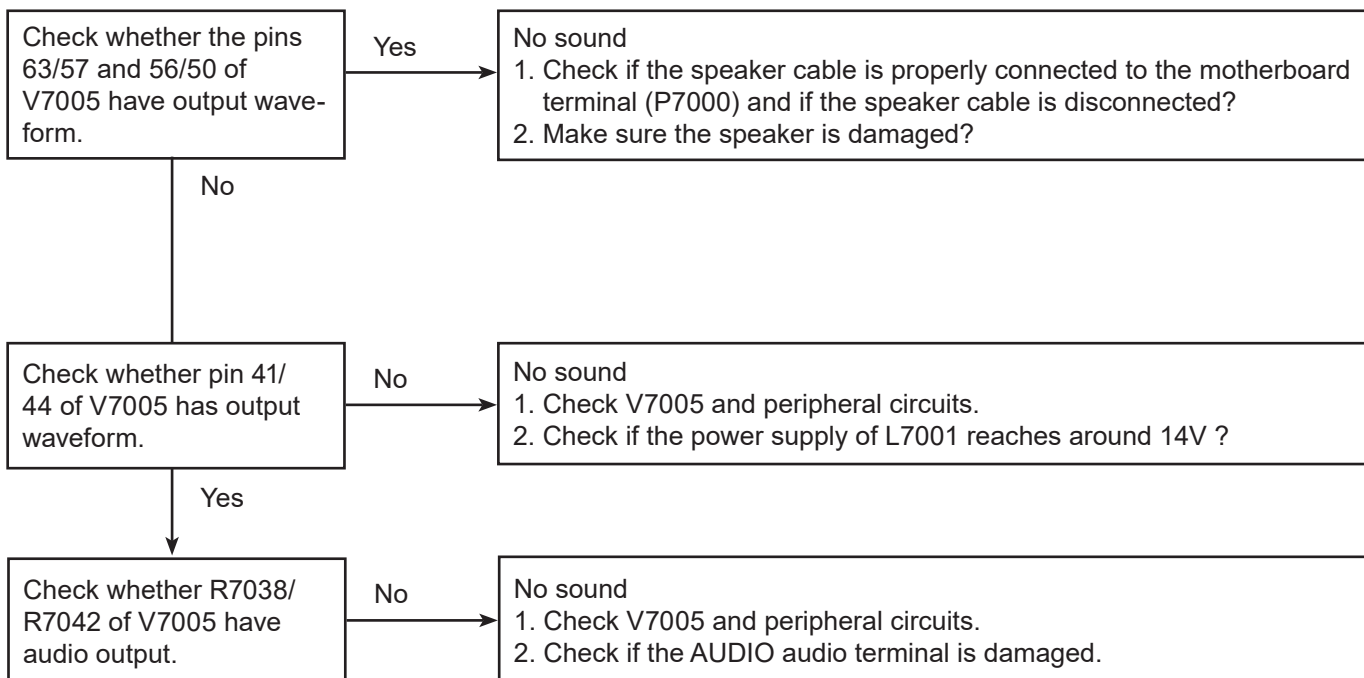 Check whether the pins
63/57 and 56/50 of
V7005 have output wave-
form.
Yes
No sound
1. Check if the speaker cable is properly connected to the motherboard
terminal (P7000) and if the speaker cable is disconnected?
2. Make sure the speaker is damaged?
No
Check whether pin 41/
44 of V7005 has output
waveform.
No
No sound
1. Check V7005 and peripheral circuits.
2. Check if the power supply of L7001 reaches around 14V ?
Yes
Check whether R7038/
R7042 of V7005 have
audio output.
No
No sound
1. Check V7005 and peripheral circuits.
2. Check if the AUDIO audio terminal is damaged.